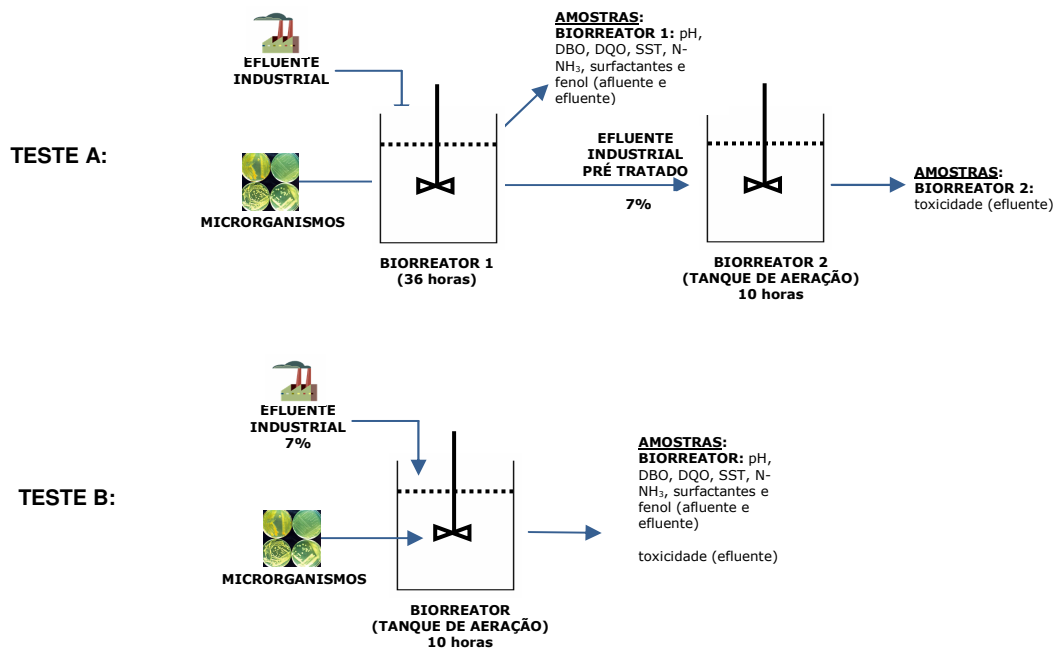 EFLUENTE
INDUSTRIAL
AMOSTRAS:
BIORREATOR 1: pH,
DBO, DQO, SST, N-
NH₃, surfactantes e
fenol (afluente e
efluente)
TESTE A:
MICRORGANISMOS
BIORREATOR 1
(36 horas)
EFLUENTE
INDUSTRIAL
PRÉ TRATADO
7%
BIORREATOR 2
(TANQUE DE AERAÇÃO)
10 horas
AMOSTRAS:
BIORREATOR 2:
toxicidade (efluente)
EFLUENTE
INDUSTRIAL
7%
TESTE B:
MICRORGANISMOS
BIORREATOR
(TANQUE DE AERAÇÃO)
10 horas
AMOSTRAS:
BIORREATOR: pH,
DBO, DQO, SST, N-
NH₃, surfactantes e
fenol (afluente e
efluente)
toxicidade (efluente)